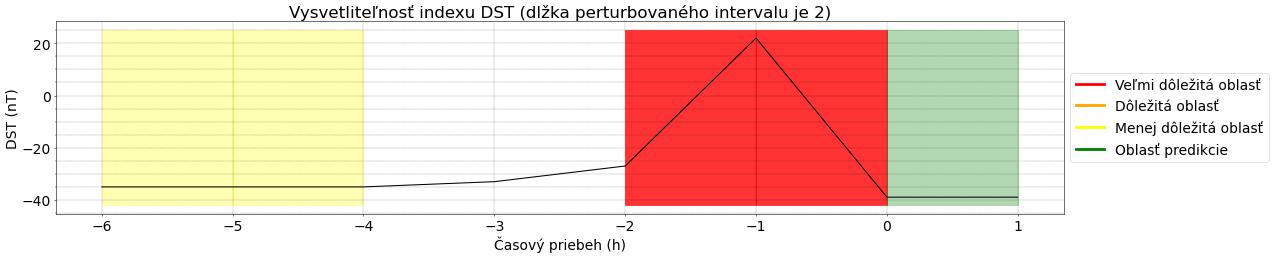 Vysvetliteľnosť indexu DST (dĺžka perturbovaného intervalu je 2)
DST (nT)
20
0
−20
−40
−6 −5 −4 −3 −2 −1 0 1
Časový priebeh (h)
Veľmi dôležitá oblasť
Dôležitá oblasť
Menej dôležitá oblasť
Oblasť predikcie